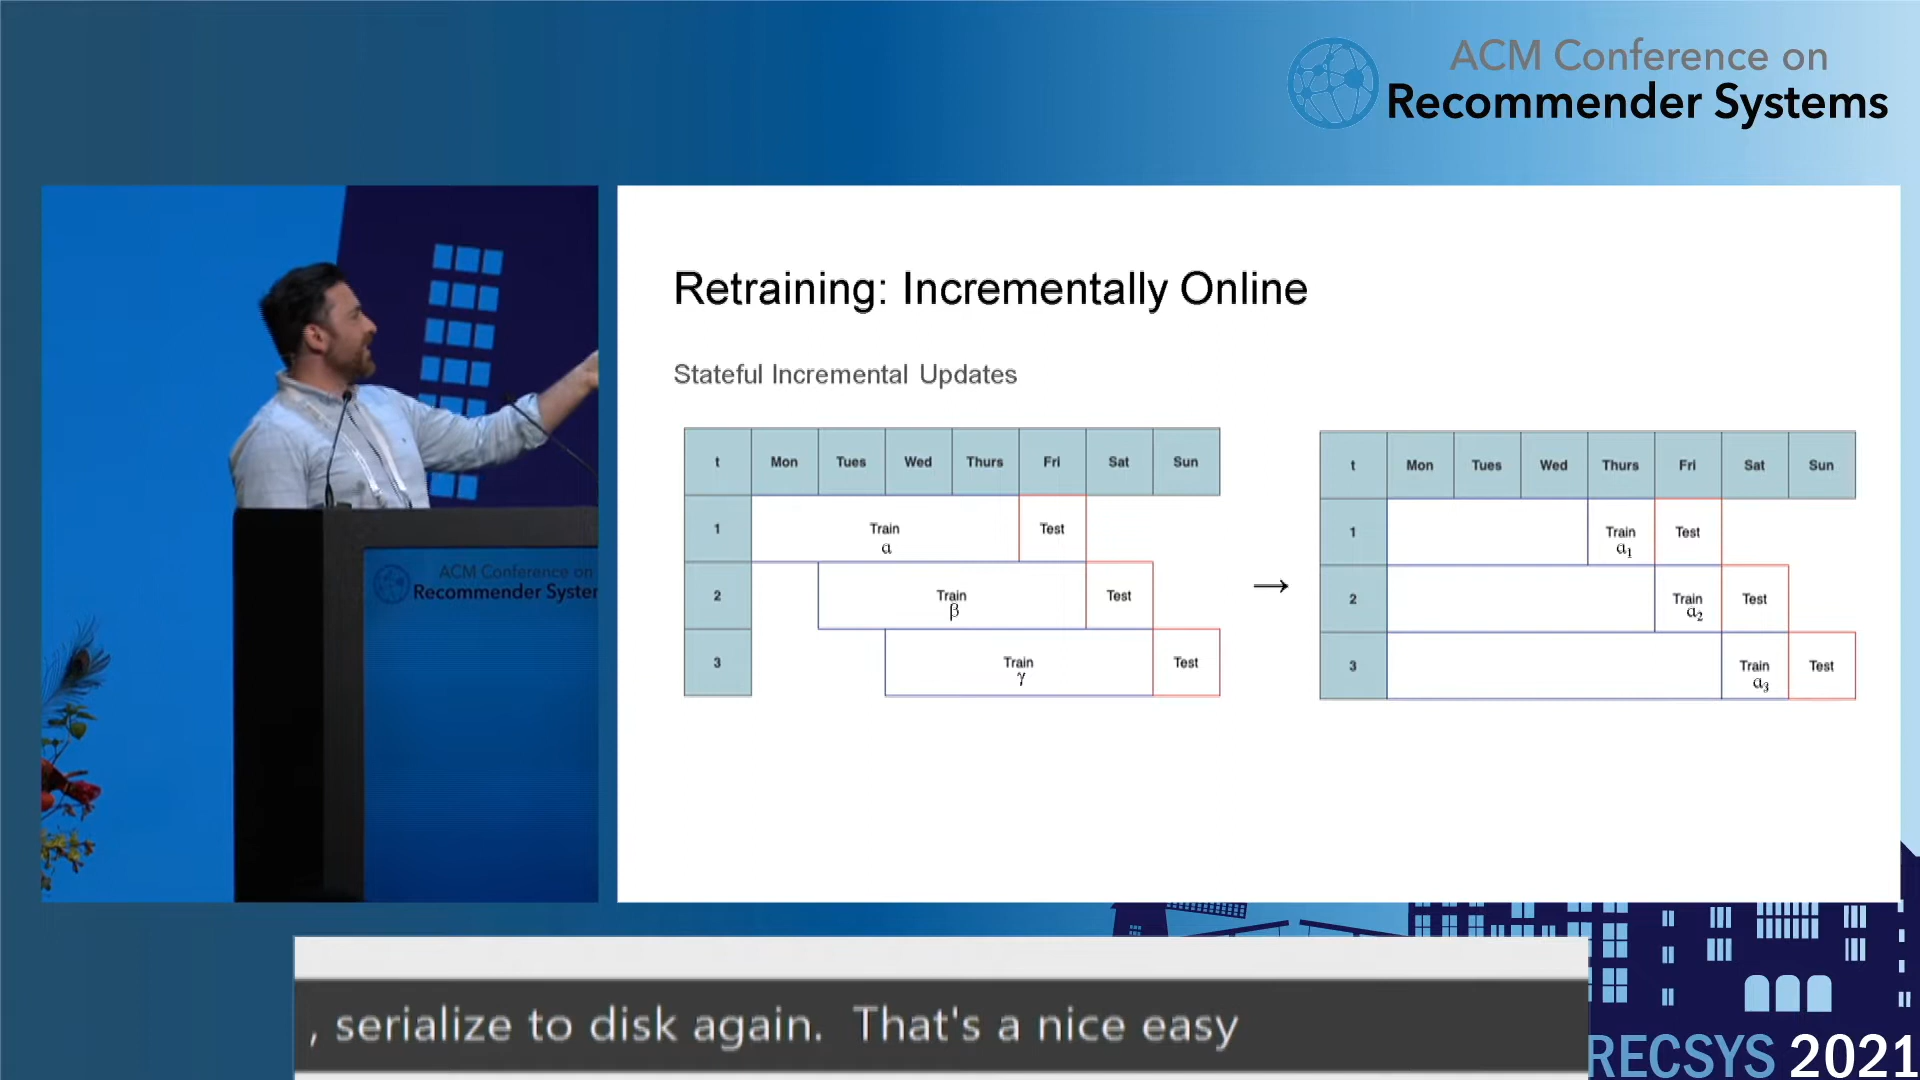 ACM Conference on
Recommender Systems
Retraining: Incrementally Online
Stateful Incremental Updates
t Mon Tues Wed Thurs Fri Sat Sun
1 Train α Test
2 Train β Test
3 Train γ Test
→
t Mon Tues Wed Thurs Fri Sat Sun
1 Train α₁ Test
2 Train α₂ Test
3 Train α₃ Test
ACM Conference on
Recommender System
, serialize to disk again. That's a nice easy
RECSYS 2021